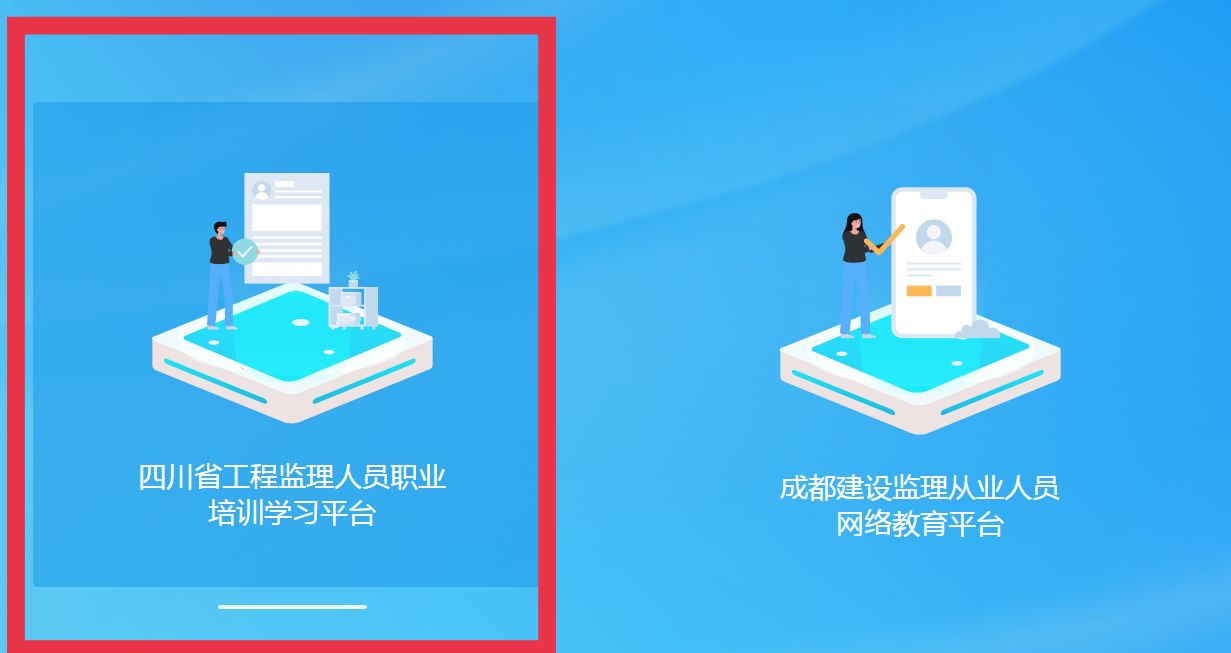 四川省工程监理人员职业
培训学习平台
成都建设监理从业人员
网络教育平台